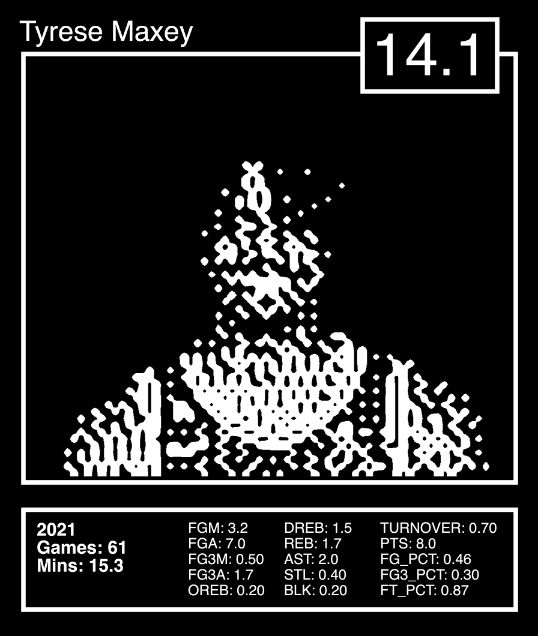 Tyrese Maxey
14.1
2021
Games: 61
Mins: 15.3
FGM: 3.2
FGA: 7.0
FG3M: 0.50
FG3A: 1.7
OREB: 0.20
DREB: 1.5
REB: 1.7
AST: 2.0
STL: 0.40
BLK: 0.20
TURNOVER: 0.70
PTS: 8.0
FG_PCT: 0.46
FG3_PCT: 0.30
FT_PCT: 0.87